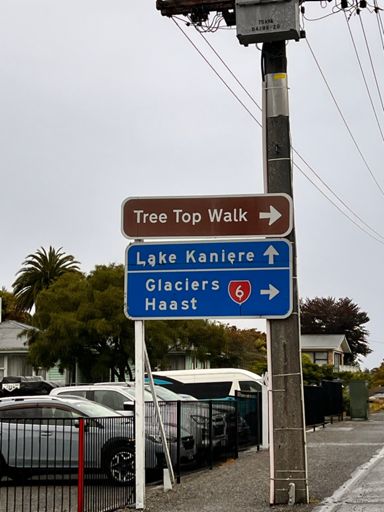 Tree Top Walk
Lake Kaniere
Glaciers
6
Haast